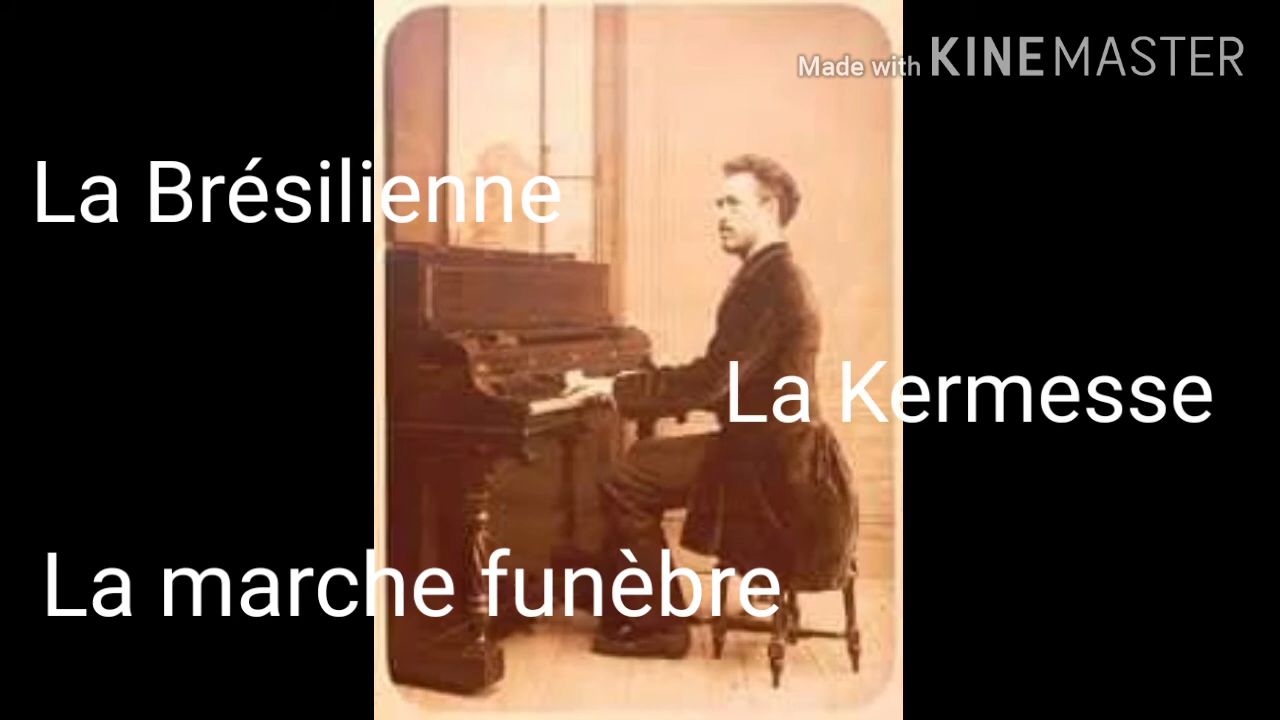 Made with KINEMASTER
La Brésilienne
La Kermesse
La marche funèbre